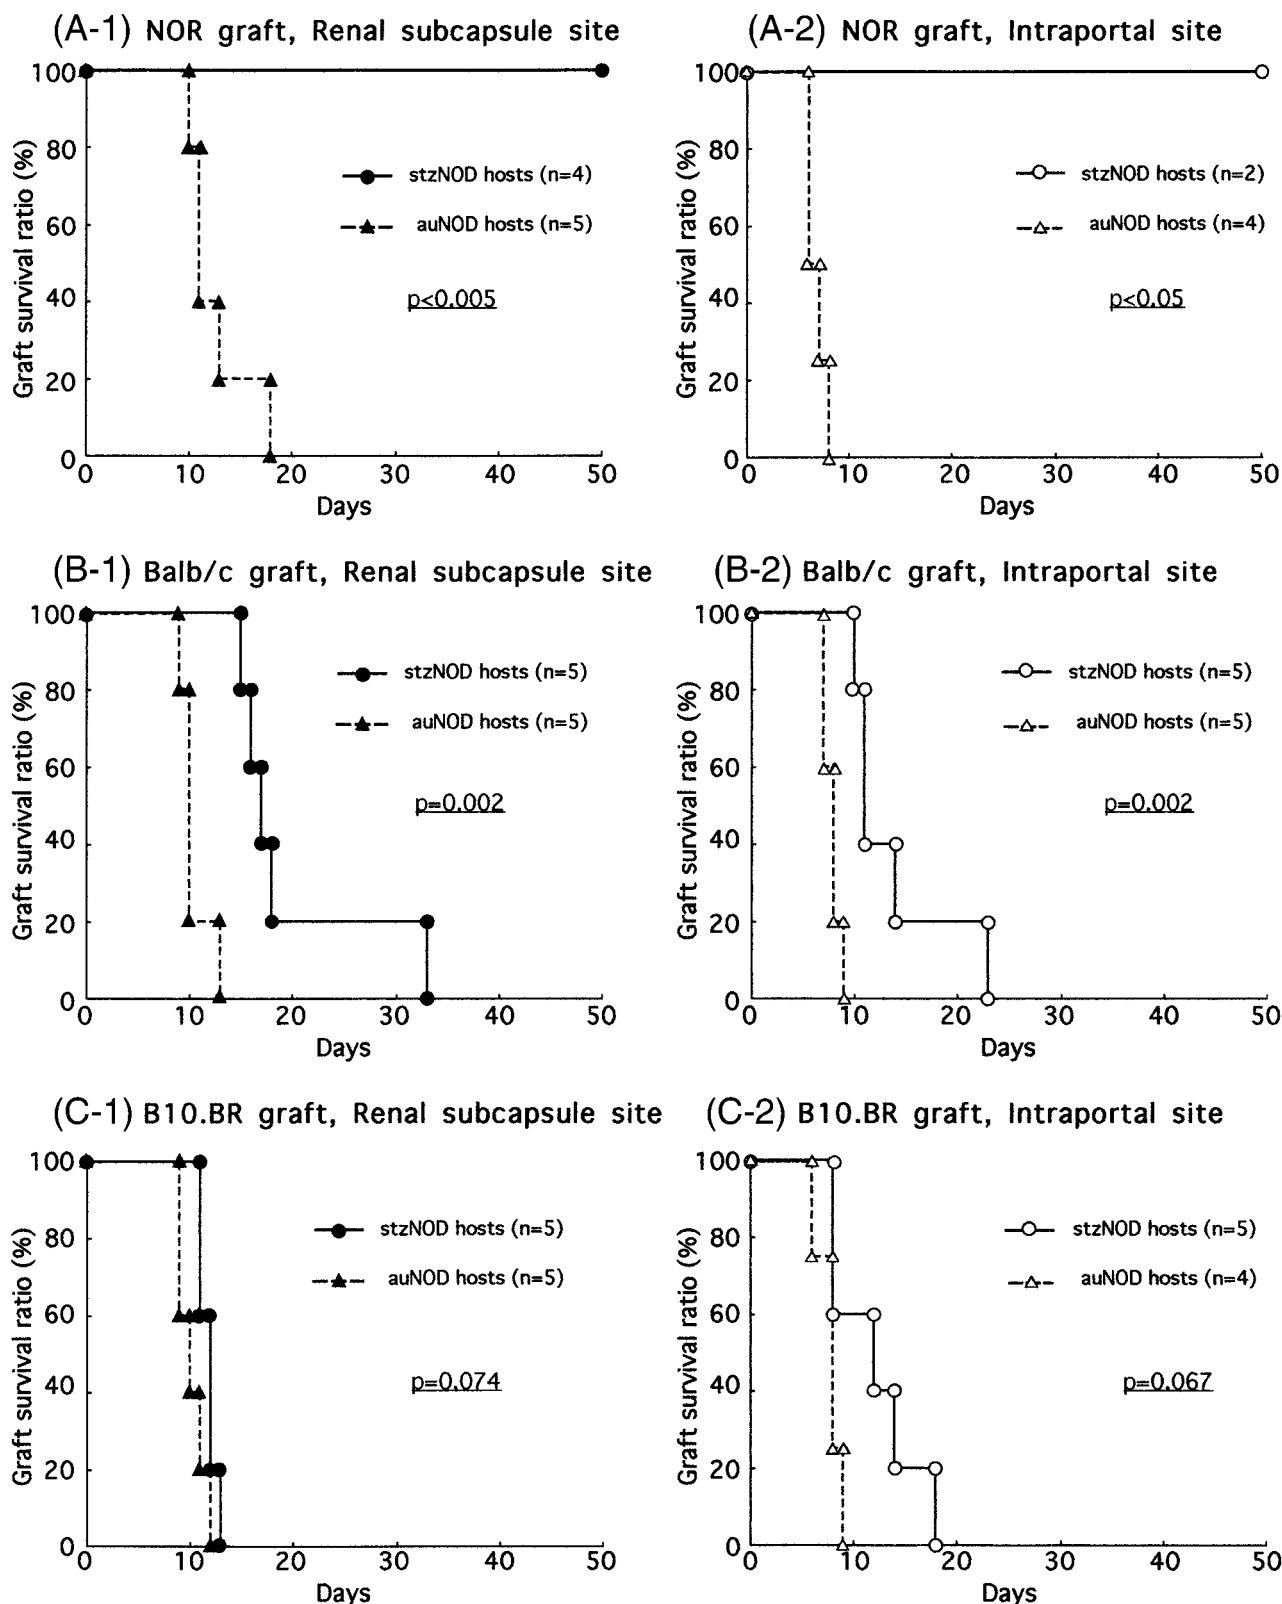 (A-1) NOR graft, Renal subcapsule site
Graft survival ratio (%)
100
80
60
40
20
0
stzNOD hosts (n=4)
auNOD hosts (n=5)
p<0.005
0 10 20 30 40 50
Days
(A-2) NOR graft, Intraportal site
Graft survival ratio (%)
100
80
60
40
20
0
stzNOD hosts (n=2)
auNOD hosts (n=4)
p<0.05
0 10 20 30 40 50
Days
(B-1) Balb/c graft, Renal subcapsule site
Graft survival ratio (%)
100
80
60
40
20
0
stzNOD hosts (n=5)
auNOD hosts (n=5)
p=0.002
0 10 20 30 40 50
Days
(B-2) Balb/c graft, Intraportal site
Graft survival ratio (%)
100
80
60
40
20
0
stzNOD hosts (n=5)
auNOD hosts (n=5)
p=0.002
0 10 20 30 40 50
Days
(C-1) B10.BR graft, Renal subcapsule site
Graft survival ratio (%)
100
80
60
40
20
0
stzNOD hosts (n=5)
auNOD hosts (n=5)
p=0.074
0 10 20 30 40 50
Days
(C-2) B10.BR graft, Intraportal site
Graft survival ratio (%)
100
80
60
40
20
0
stzNOD hosts (n=5)
auNOD hosts (n=4)
p=0.067
0 10 20 30 40 50
Days